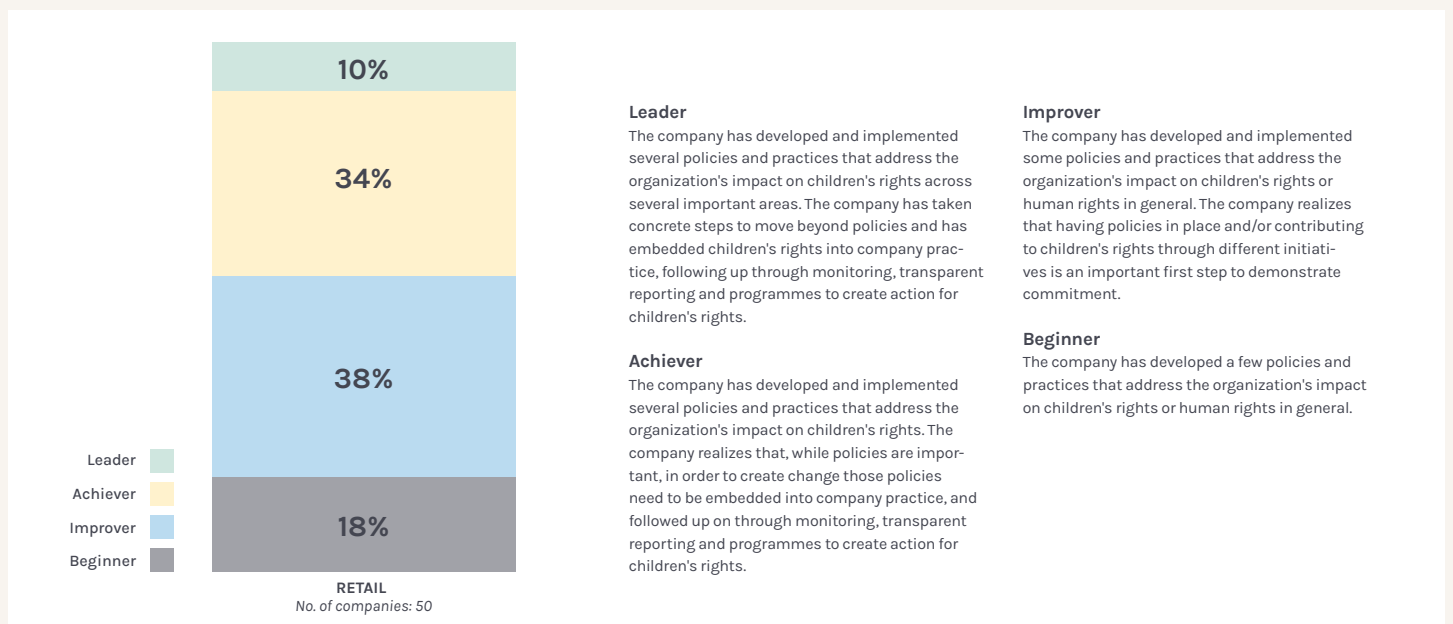 10%
34%
38%
18%
Leader
Achiever
Improver
Beginner
RETAIL
No. of companies: 50
Leader
The company has developed and implemented
several policies and practices that address the
organization's impact on children's rights across
several important areas. The company has taken
concrete steps to move beyond policies and has
embedded children's rights into company prac-
tice, following up through monitoring, transparent
reporting and programmes to create action for
children's rights.
Achiever
The company has developed and implemented
several policies and practices that address the
organization's impact on children's rights. The
company realizes that, while policies are impor-
tant, in order to create change those policies
need to be embedded into company practice, and
followed up on through monitoring, transparent
reporting and programmes to create action for
children's rights.
Improver
The company has developed and implemented
some policies and practices that address the
organization's impact on children's rights or
human rights in general. The company realizes
that having policies in place and/or contributing
to children's rights through different initiati-
ves is an important first step to demonstrate
commitment.
Beginner
The company has developed a few policies and
practices that address the organization's impact
on children's rights or human rights in general.